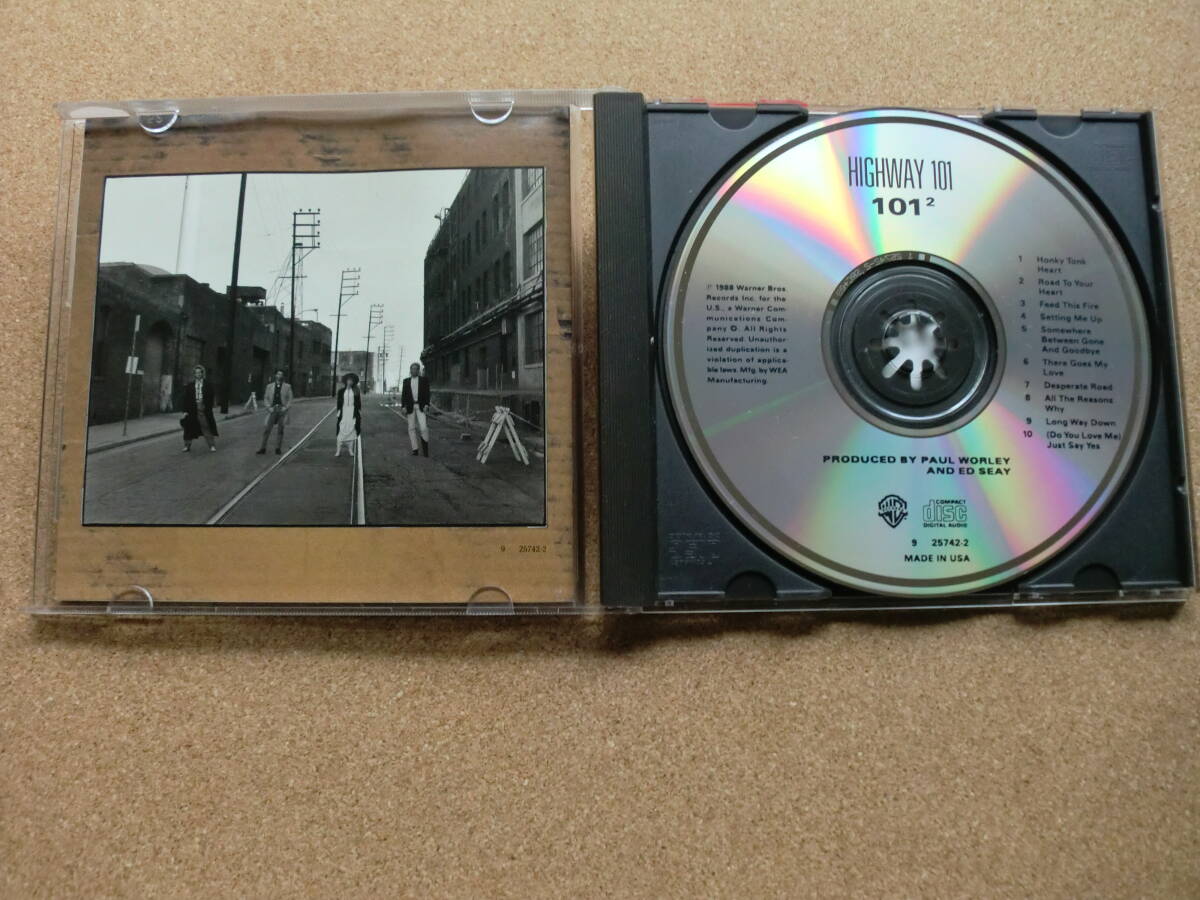 9 25742-2
HIGHWAY 101
101²
℗ 1988 Warner Bros.
Records Inc. for the
U.S., a Warner Com-
munications Com-
pany ©. All Rights
Reserved. Unauthor-
ized duplication is a
violation of applica-
ble laws. Mfg. by WEA
Manufacturing.
1 Honky Tonk
Heart
2 Road To Your
Heart
3 Feed This Fire
4 Setting Me Up
5 Somewhere
Between Gone
And Goodbye
6 There Goes My
Love
7 Desperate Road
8 All The Reasons
Why
9 Long Way Down
10 (Do You Love Me)
Just Say Yes
PRODUCED BY PAUL WORLEY
AND ED SEAY
COMPACT
disc
DIGITAL AUDIO
9 25742-2
MADE IN USA